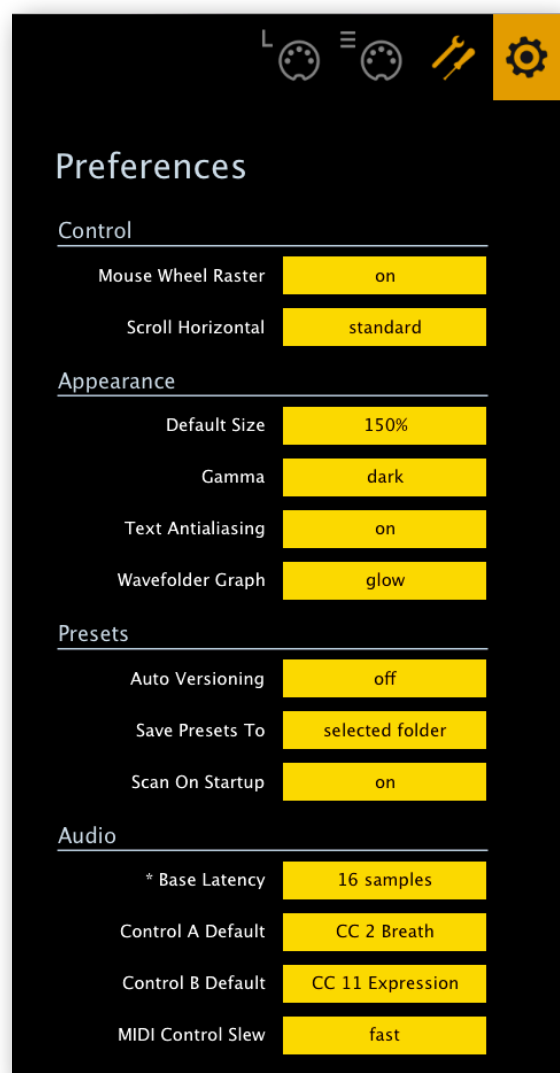 L
Preferences
Control
Mouse Wheel Raster on
Scroll Horizontal standard
Appearance
Default Size 150%
Gamma dark
Text Antialiasing on
Wavefolder Graph glow
Presets
Auto Versioning off
Save Presets To selected folder
Scan On Startup on
Audio
* Base Latency 16 samples
Control A Default CC 2 Breath
Control B Default CC 11 Expression
MIDI Control Slew fast